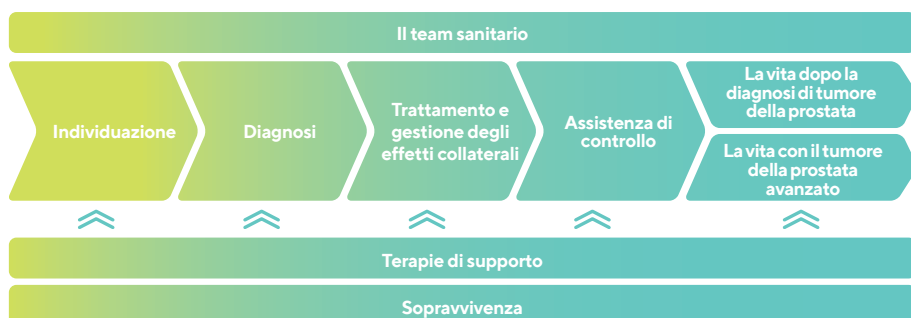 Il team sanitario
Individuazione
Diagnosi
Trattamento e
gestione degli
effetti collaterali
Assistenza di
controllo
La vita dopo la
diagnosi di tumore
della prostata
La vita con il tumore
della prostata
avanzato
Terapie di supporto
Sopravvivenza